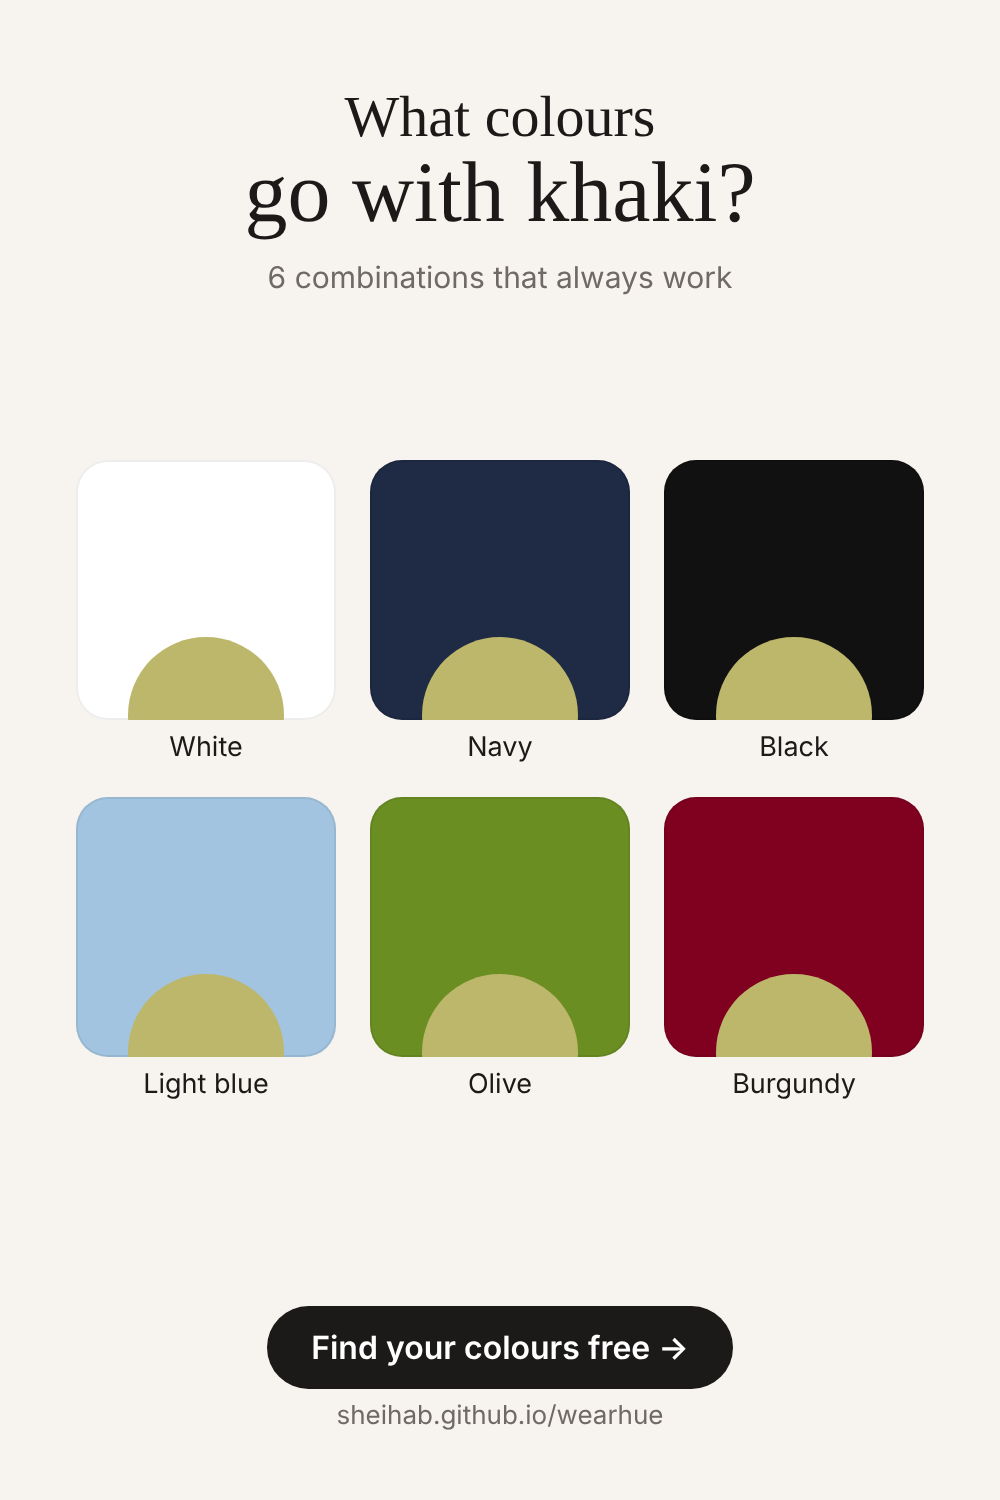 What colours
go with khaki?
6 combinations that always work
White
Navy
Black
Light blue
Olive
Burgundy
Find your colours free →
sheihab.github.io/wearhue